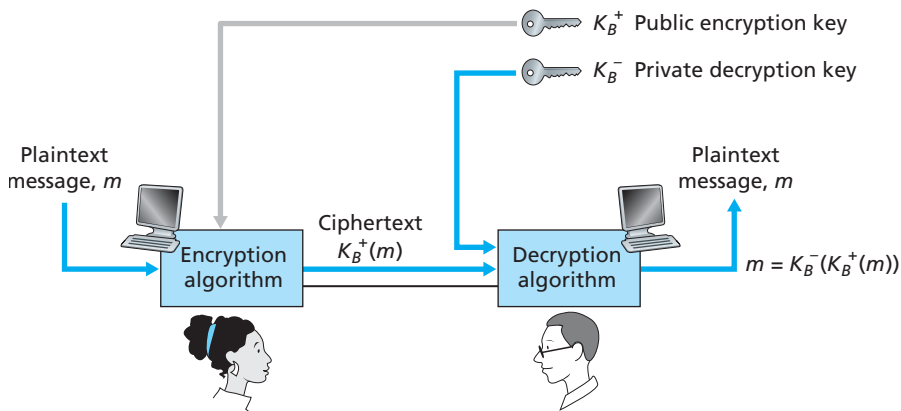 K_B^+ Public encryption key
K_B^- Private decryption key
Plaintext
message, m
Plaintext
message, m
Ciphertext
K_B^+(m)
Encryption
algorithm
Decryption
algorithm
m = K_B^-(K_B^+(m))